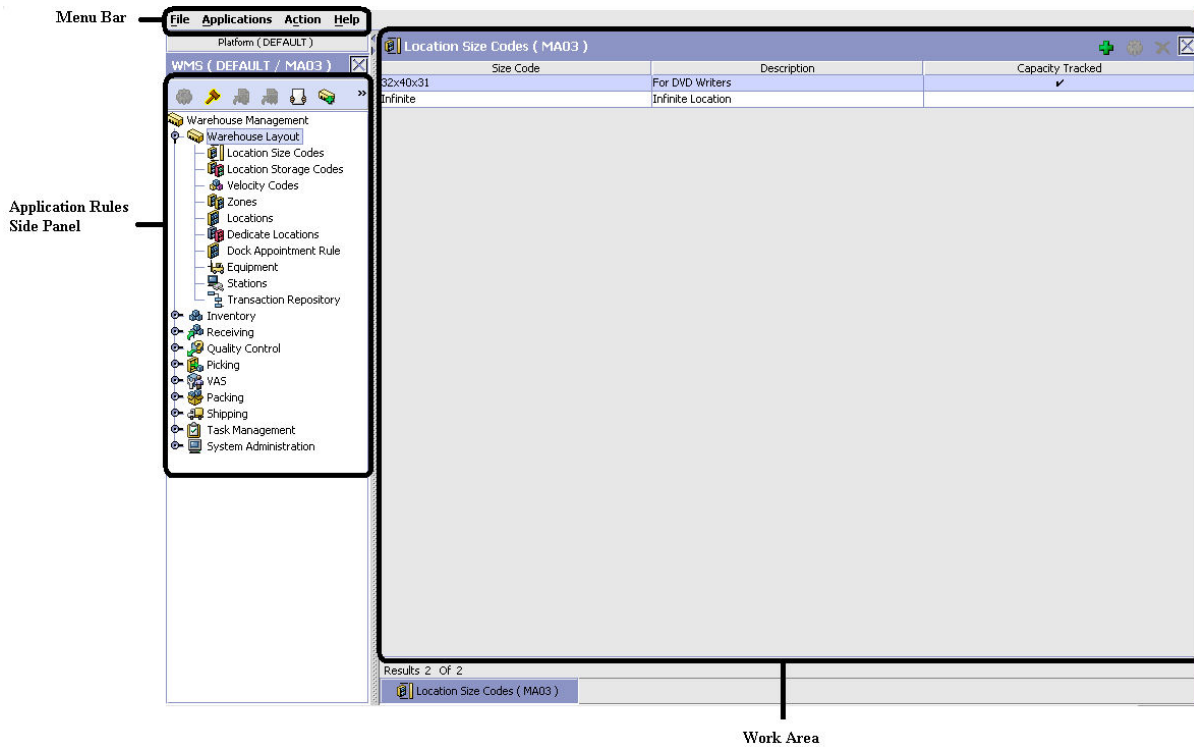 Menu Bar
File Applications Action Help
Platform ( DEFAULT )
WMS ( DEFAULT / MA03 )
»
Warehouse Management
Warehouse Layout
Location Size Codes
Location Storage Codes
Velocity Codes
Zones
Locations
Dedicate Locations
Dock Appointment Rule
Equipment
Stations
Transaction Repository
Inventory
Receiving
Quality Control
Picking
VAS
Packing
Shipping
Task Management
System Administration
Application Rules
Side Panel
Location Size Codes ( MA03 )
Size Code Description Capacity Tracked
32x40x31 For DVD Writers ✔
Infinite Infinite Location
Results 2 Of 2
Location Size Codes ( MA03 )
Work Area